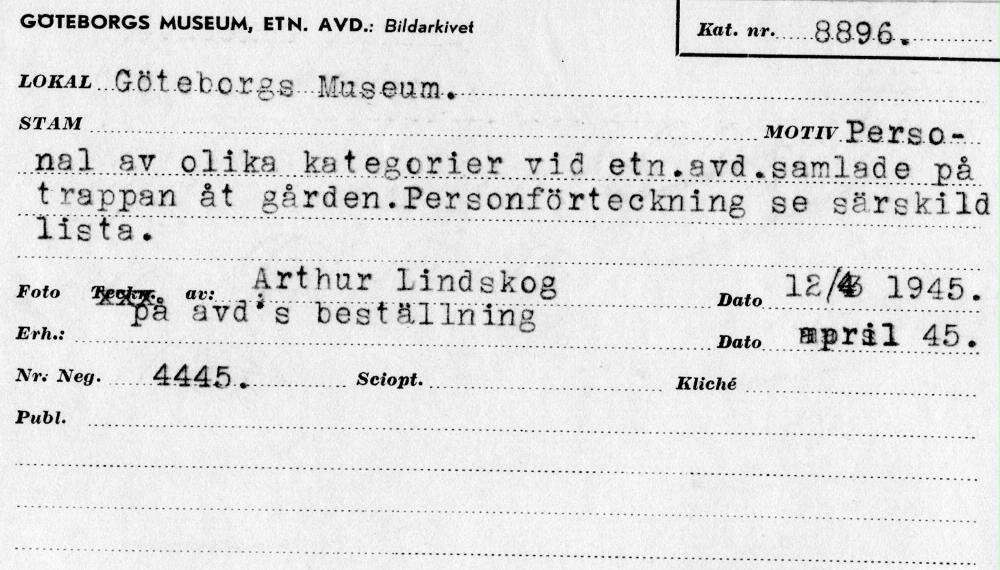 GÖTEBORGS MUSEUM, ETN. AVD.: Bildarkivet
Kat. nr. 8896.
LOKAL Göteborgs Museum.
STAM MOTIV Perso-
nal av olika kategorier vid etn.avd.samlade på
trappan åt gården.Personförteckning se särskild
lista.
Foto Teckn. av: Arthur Lindskog Dato 12/4 1945.
på avd's beställning
Erh.: Dato april 45.
Nr. Neg. 4445. Sciopt. Kliché
Publ.